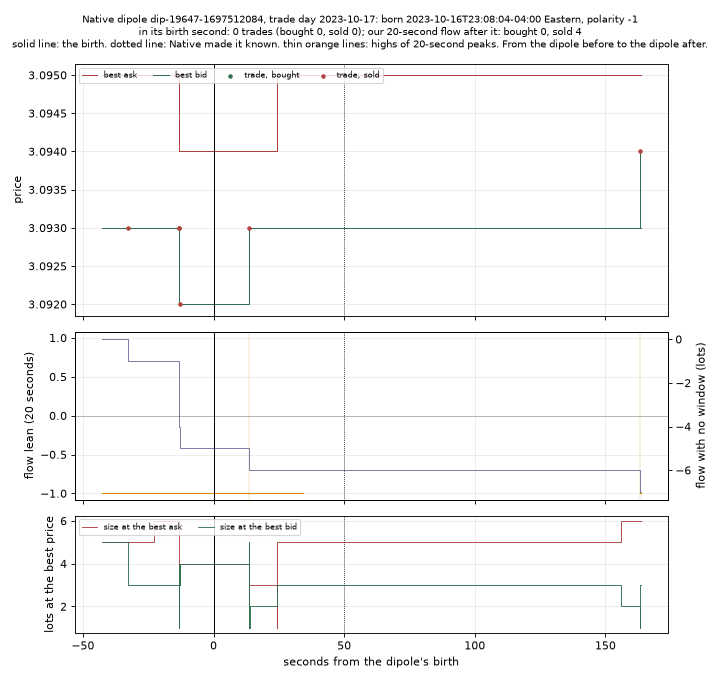 Native dipole dip-19647-1697512084, trade day 2023-10-17: born 2023-10-16T23:08:04-04:00 Eastern, polarity -1
in its birth second: 0 trades (bought 0, sold 0); our 20-second flow after it: bought 0, sold 4
solid line: the birth. dotted line: Native made it known. thin orange lines: highs of 20-second peaks. From the dipole before to the dipole after.
best ask best bid trade, bought trade, sold
3.0950
3.0945
3.0940
3.0935
3.0930
3.0925
3.0920
price
1.0
0.5
0.0
−0.5
−1.0
flow lean (20 seconds)
0
−2
−4
−6
flow with no window (lots)
size at the best ask size at the best bid
6
4
2
lots at the best price
−50 0 50 100 150
seconds from the dipole's birth